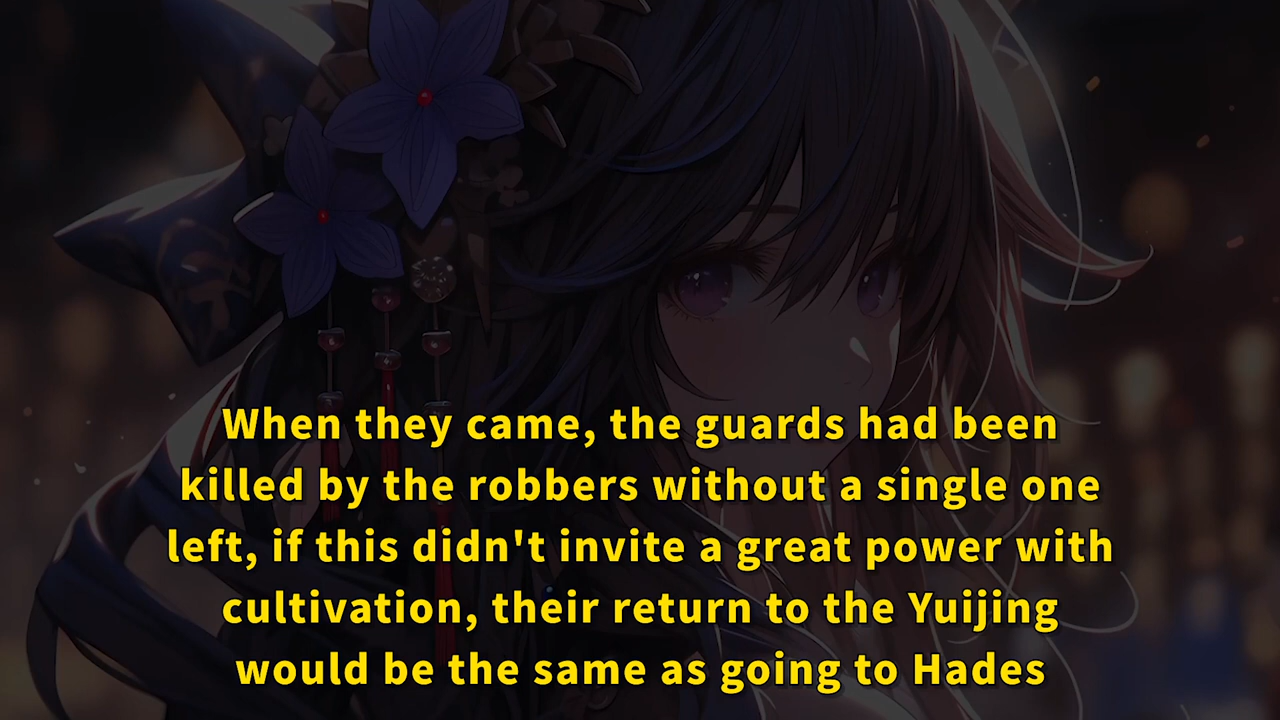 When they came, the guards had been
killed by the robbers without a single one
left, if this didn't invite a great power with
cultivation, their return to the Yuijing
would be the same as going to Hades